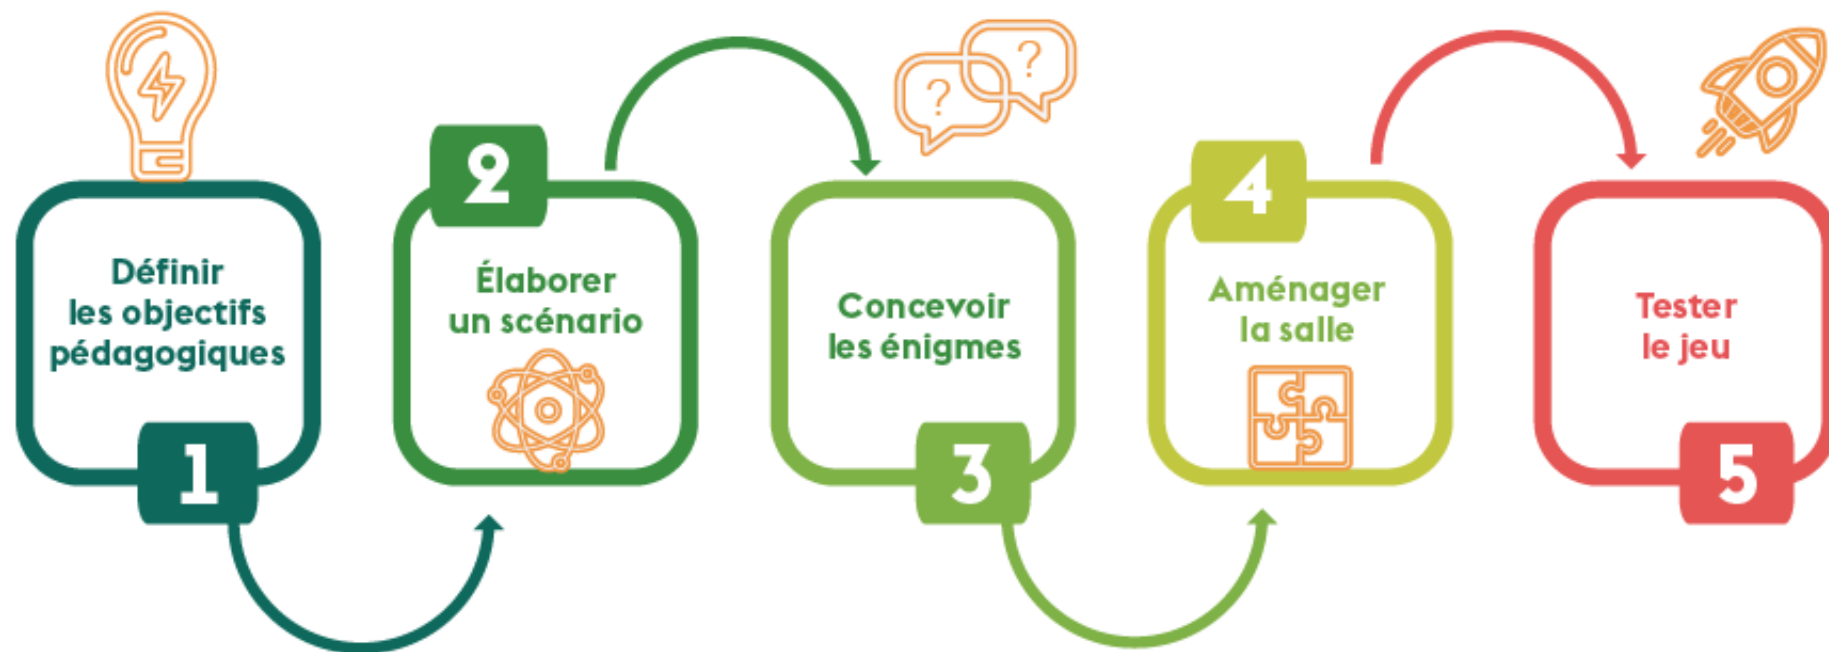 Définir
les objectifs
pédagogiques
1
2
Élaborer
un scénario
? ?
Concevoir
les énigmes
3
4
Aménager
la salle
Tester
le jeu
5